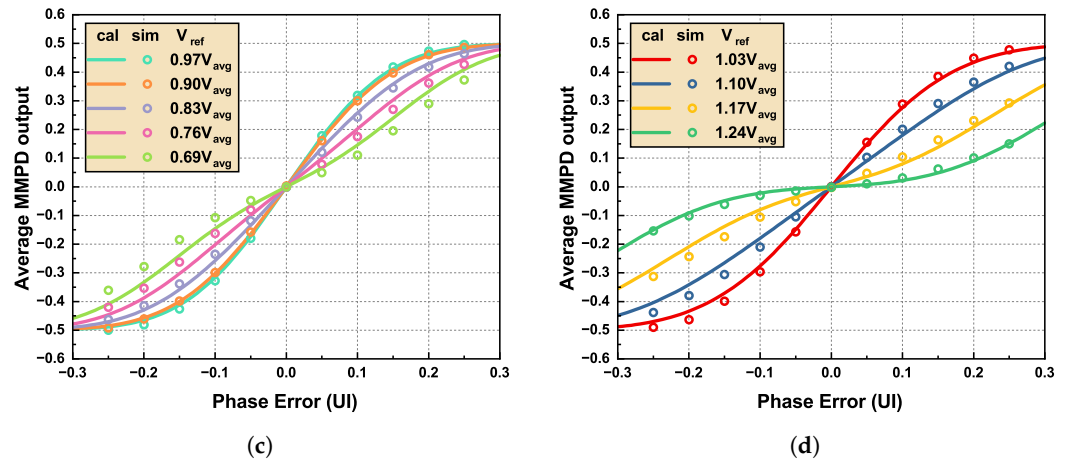 0.6
0.5
0.4
0.3
0.2
0.1
0.0
−0.1
−0.2
−0.3
−0.4
−0.5
−0.6
Average MMPD output
cal sim Vref
0.97Vavg
0.90Vavg
0.83Vavg
0.76Vavg
0.69Vavg
−0.3 −0.2 −0.1 0.0 0.1 0.2 0.3
Phase Error (UI)
(c)
0.6
0.5
0.4
0.3
0.2
0.1
0.0
−0.1
−0.2
−0.3
−0.4
−0.5
−0.6
Average MMPD output
cal sim Vref
1.03Vavg
1.10Vavg
1.17Vavg
1.24Vavg
−0.3 −0.2 −0.1 0.0 0.1 0.2 0.3
Phase Error (UI)
(d)